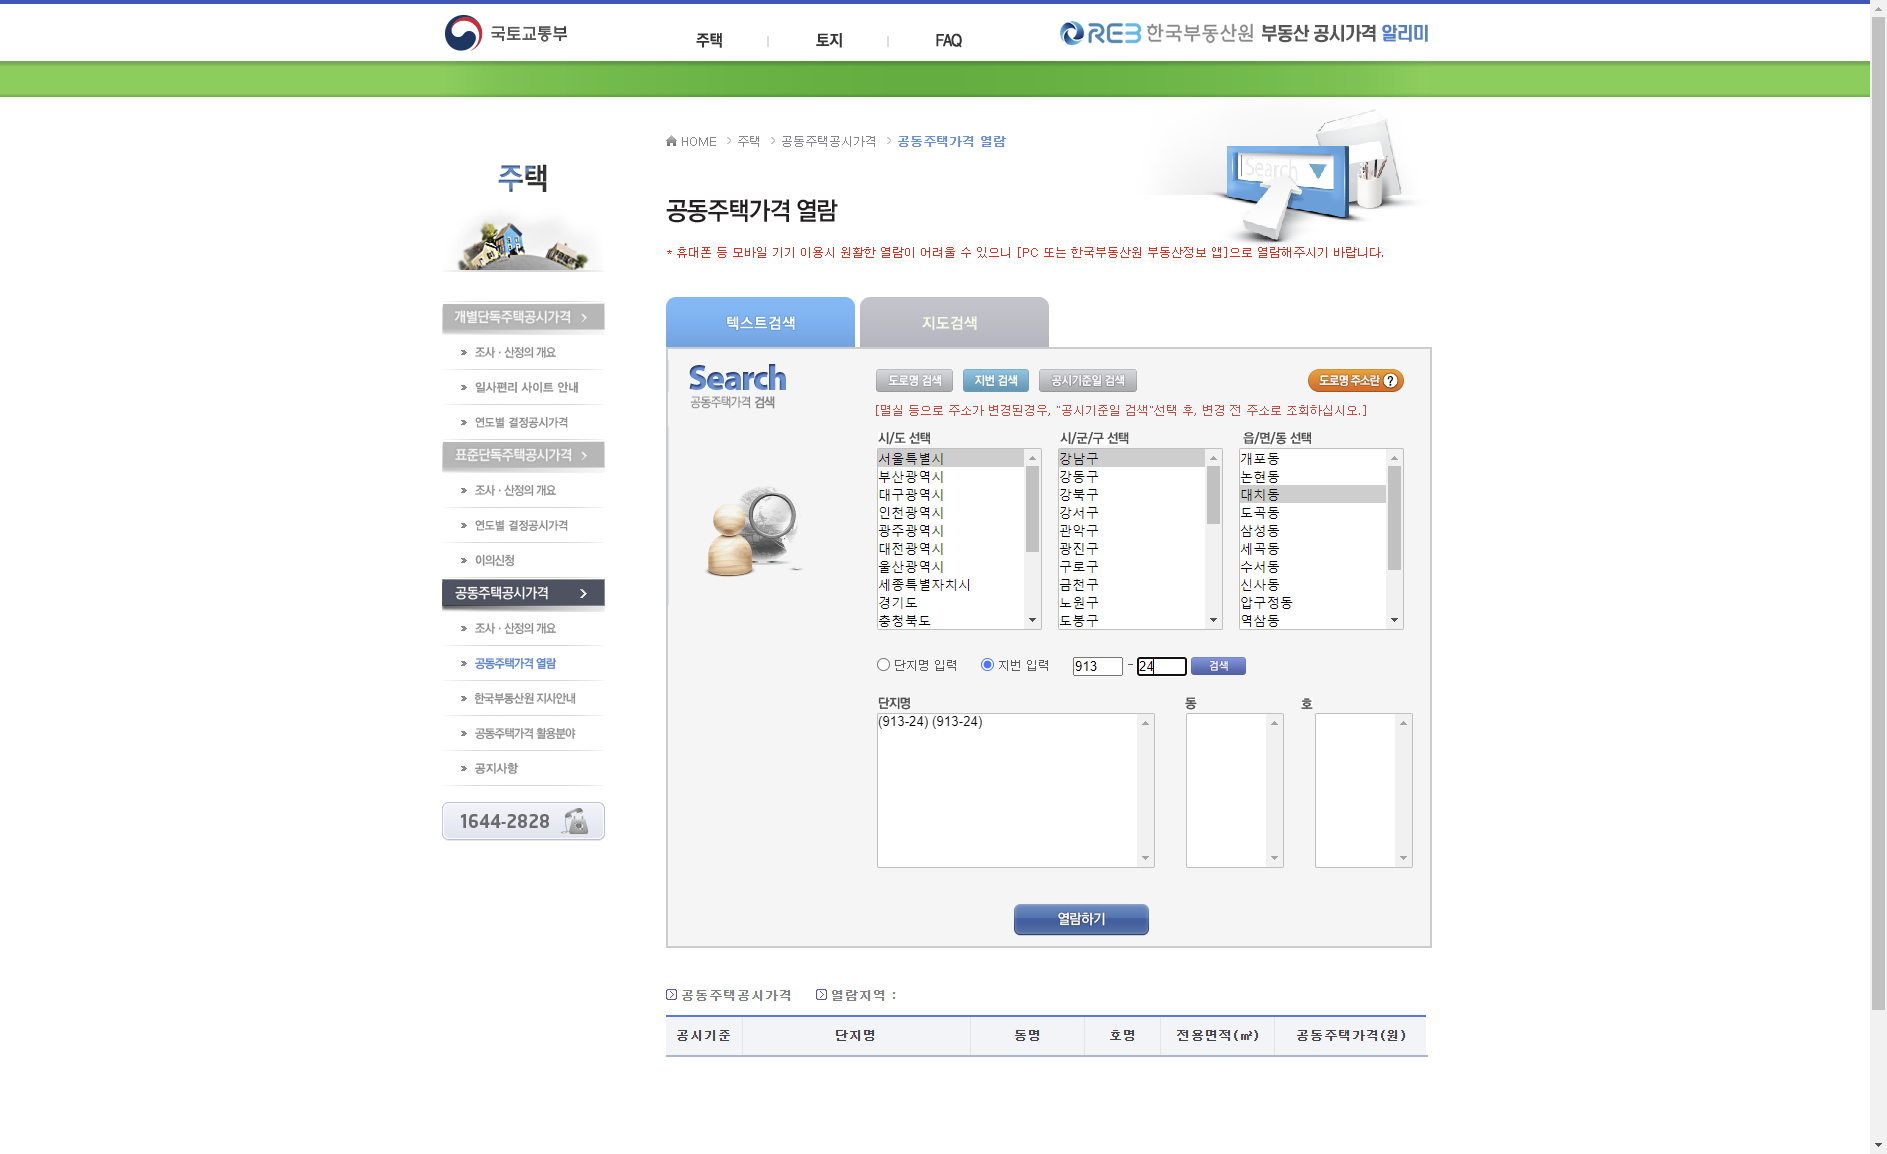 국토교통부
주택
토지
FAQ
REB 한국부동산원 부동산 공시가격 알리미
HOME > 주택 > 공동주택공시가격 > 공동주택가격 열람
주택
Search
공동주택가격 열람
* 휴대폰 등 모바일 기기 이용시 원활한 열람이 어려울 수 있으니 [PC 또는 한국부동산원 부동산정보 앱]으로 열람해주시기 바랍니다.
개별단독주택공시가격 >
» 조사 · 산정의 개요
» 일사편리 사이트 안내
» 연도별 결정공시가격
표준단독주택공시가격 >
» 조사 · 산정의 개요
» 연도별 결정공시가격
» 이의신청
공동주택공시가격 >
» 조사 · 산정의 개요
» 공동주택가격 열람
» 한국부동산원 지사안내
» 공동주택가격 활용분야
» 공지사항
1644-2828
텍스트검색
지도검색
Search
공동주택가격 검색
도로명 검색
지번 검색
공시기준일 검색
도로명 주소란 ?
[멸실 등으로 주소가 변경된경우, "공시기준일 검색"선택 후, 변경 전 주소로 조회하십시오.]
시/도 선택
서울특별시
부산광역시
대구광역시
인천광역시
광주광역시
대전광역시
울산광역시
세종특별자치시
경기도
충청북도
시/군/구 선택
강남구
강동구
강북구
강서구
관악구
광진구
구로구
금천구
노원구
도봉구
읍/면/동 선택
개포동
논현동
대치동
도곡동
삼성동
세곡동
수서동
신사동
압구정동
역삼동
단지명 입력
지번 입력
913 - 24
검색
단지명
동
호
(913-24) (913-24)
열람하기
공동주택공시가격
열람지역 :
공시기준
단지명
동명
호명
전용면적(㎡)
공동주택가격(원)